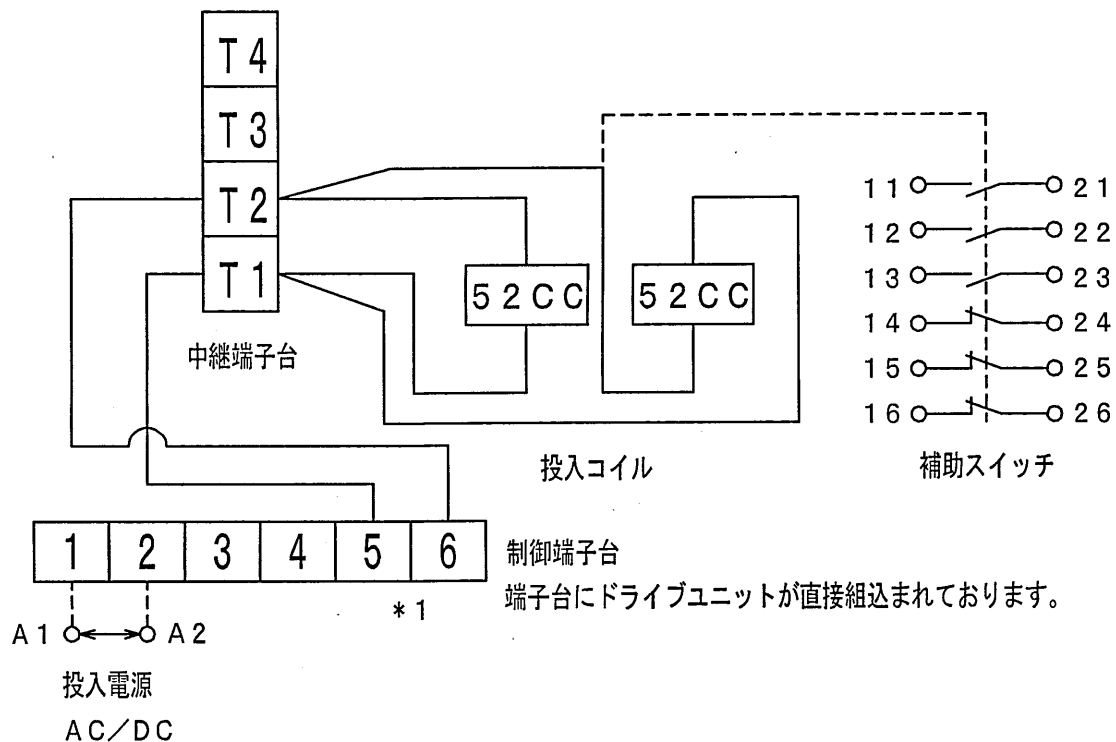 T4
T3
T2
T1
中継端子台
52CC
52CC
投入コイル
11 21
12 22
13 23
14 24
15 25
16 26
補助スイッチ
1 2 3 4 5 6
制御端子台
端子台にドライブユニットが直接組込まれております。
*1
A1 A2
投入電源
AC/DC